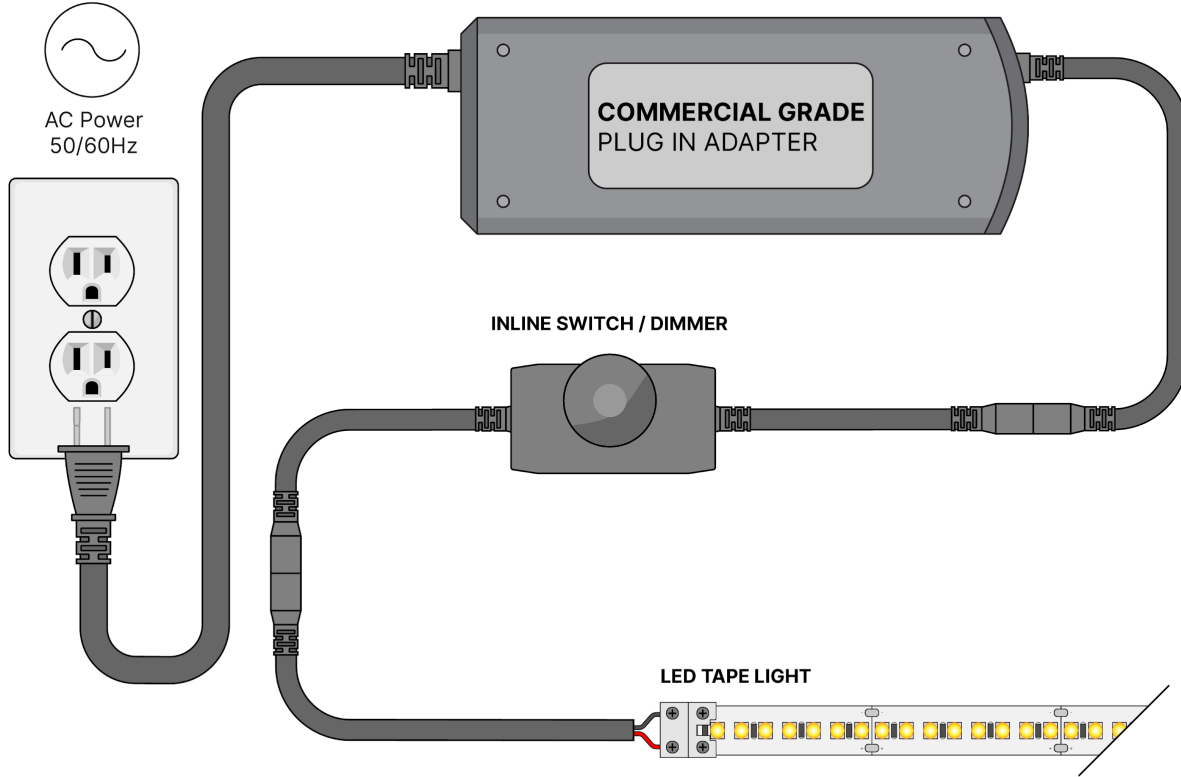 AC Power
50/60Hz
COMMERCIAL GRADE
PLUG IN ADAPTER
INLINE SWITCH / DIMMER
LED TAPE LIGHT